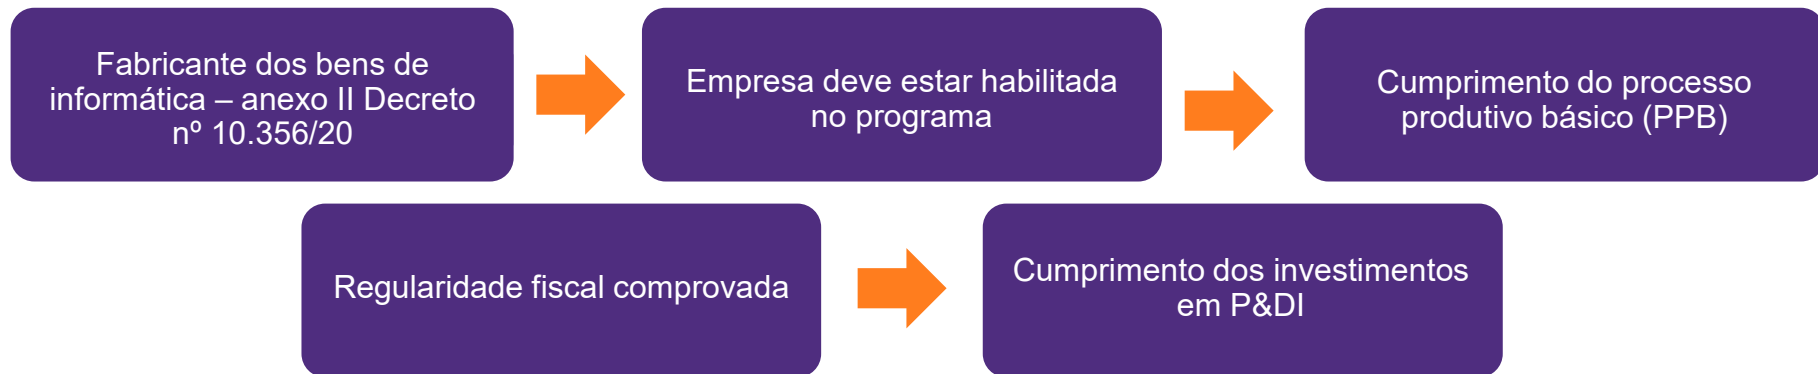 Fabricante dos bens de
informática – anexo II Decreto
nº 10.356/20
Empresa deve estar habilitada
no programa
Cumprimento do processo
produtivo básico (PPB)
Regularidade fiscal comprovada
Cumprimento dos investimentos
em P&DI